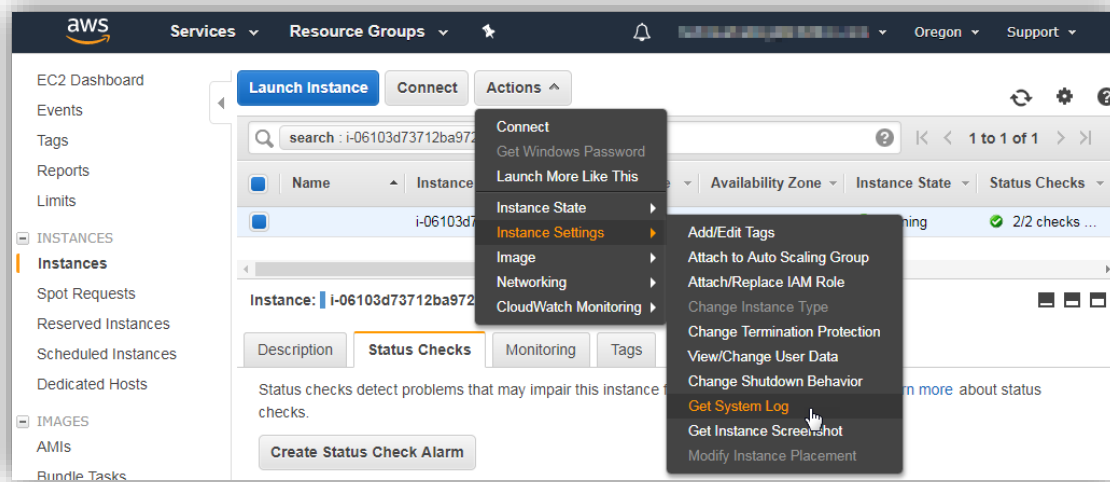 aws Services Resource Groups Oregon Support
EC2 Dashboard
Events
Tags
Reports
Limits
INSTANCES
Instances
Spot Requests
Reserved Instances
Scheduled Instances
Dedicated Hosts
IMAGES
AMIs
Bundle Tasks
Launch Instance Connect Actions
search : i-06103d73712ba972 1 to 1 of 1
Name Instance Availability Zone Instance State Status Checks
i-06103d7 2/2 checks ...
Connect
Get Windows Password
Launch More Like This
Instance State
Instance Settings
Image
Networking
CloudWatch Monitoring
Add/Edit Tags
Attach to Auto Scaling Group
Attach/Replace IAM Role
Change Instance Type
Change Termination Protection
View/Change User Data
Change Shutdown Behavior
Get System Log
Get Instance Screenshot
Modify Instance Placement
Instance: i-06103d73712ba972
Description Status Checks Monitoring Tags
Status checks detect problems that may impair this instance more about status
checks.
Create Status Check Alarm